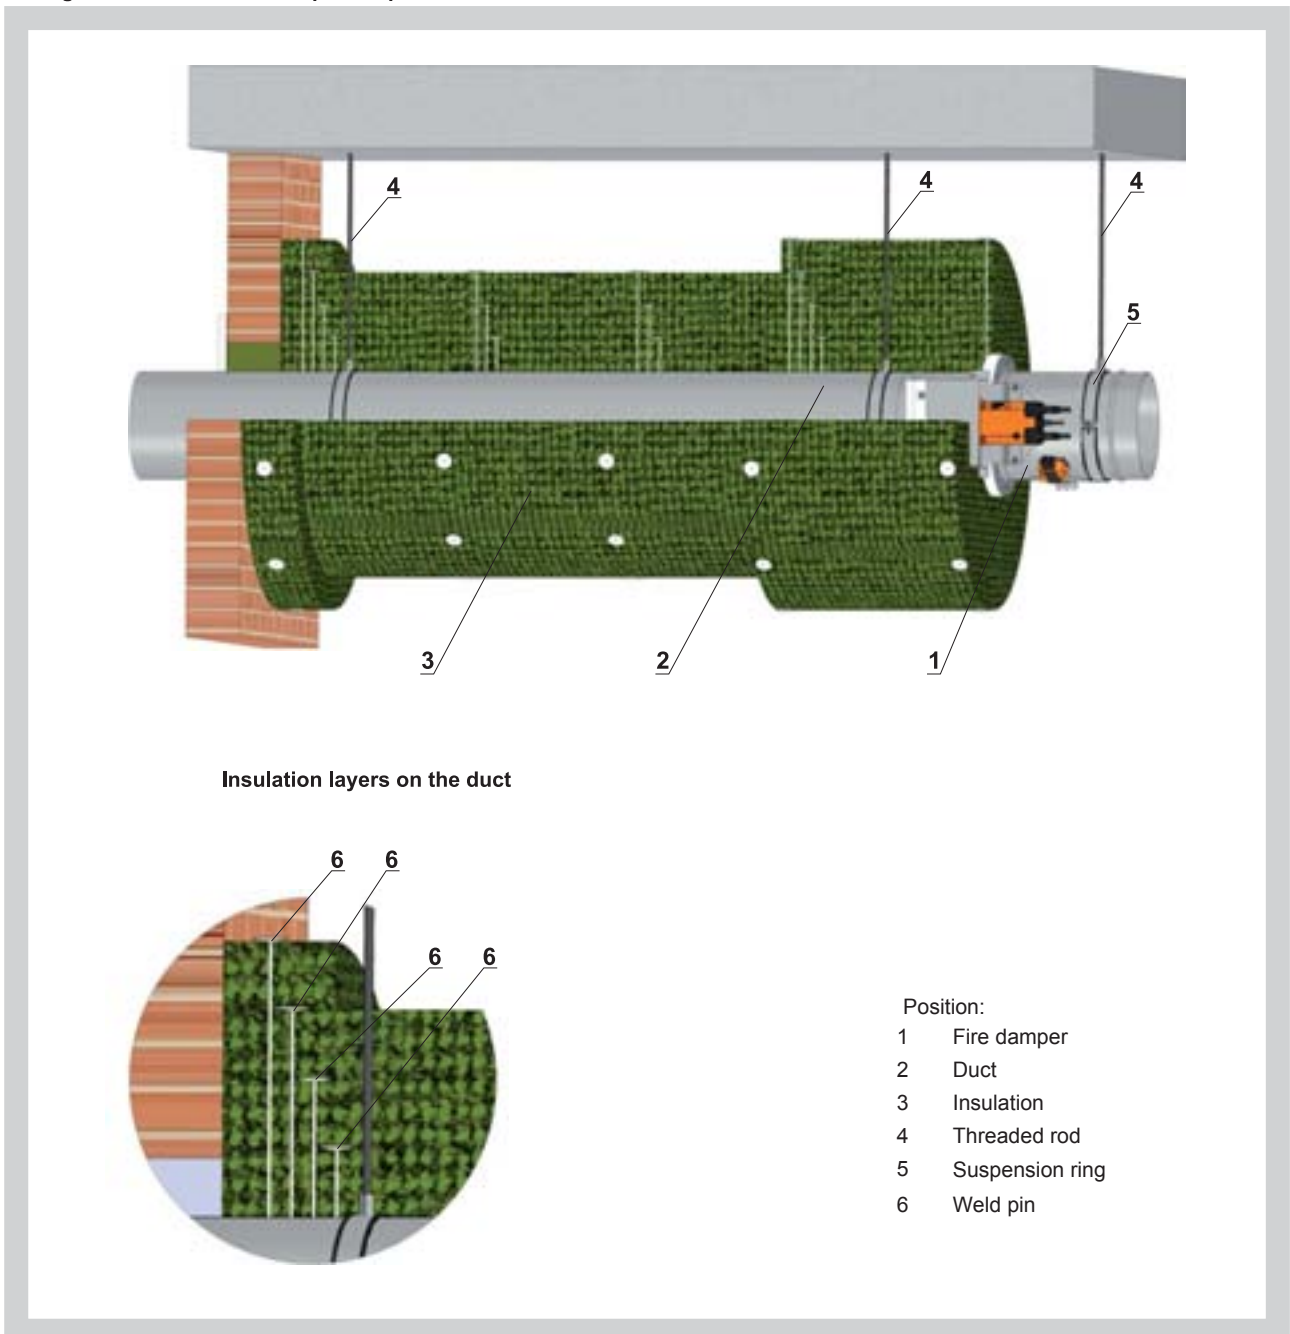 4
4
4
5
3
2
1
Insulation layers on the duct
6
6
6
6
Position:
1 Fire damper
2 Duct
3 Insulation
4 Threaded rod
5 Suspension ring
6 Weld pin